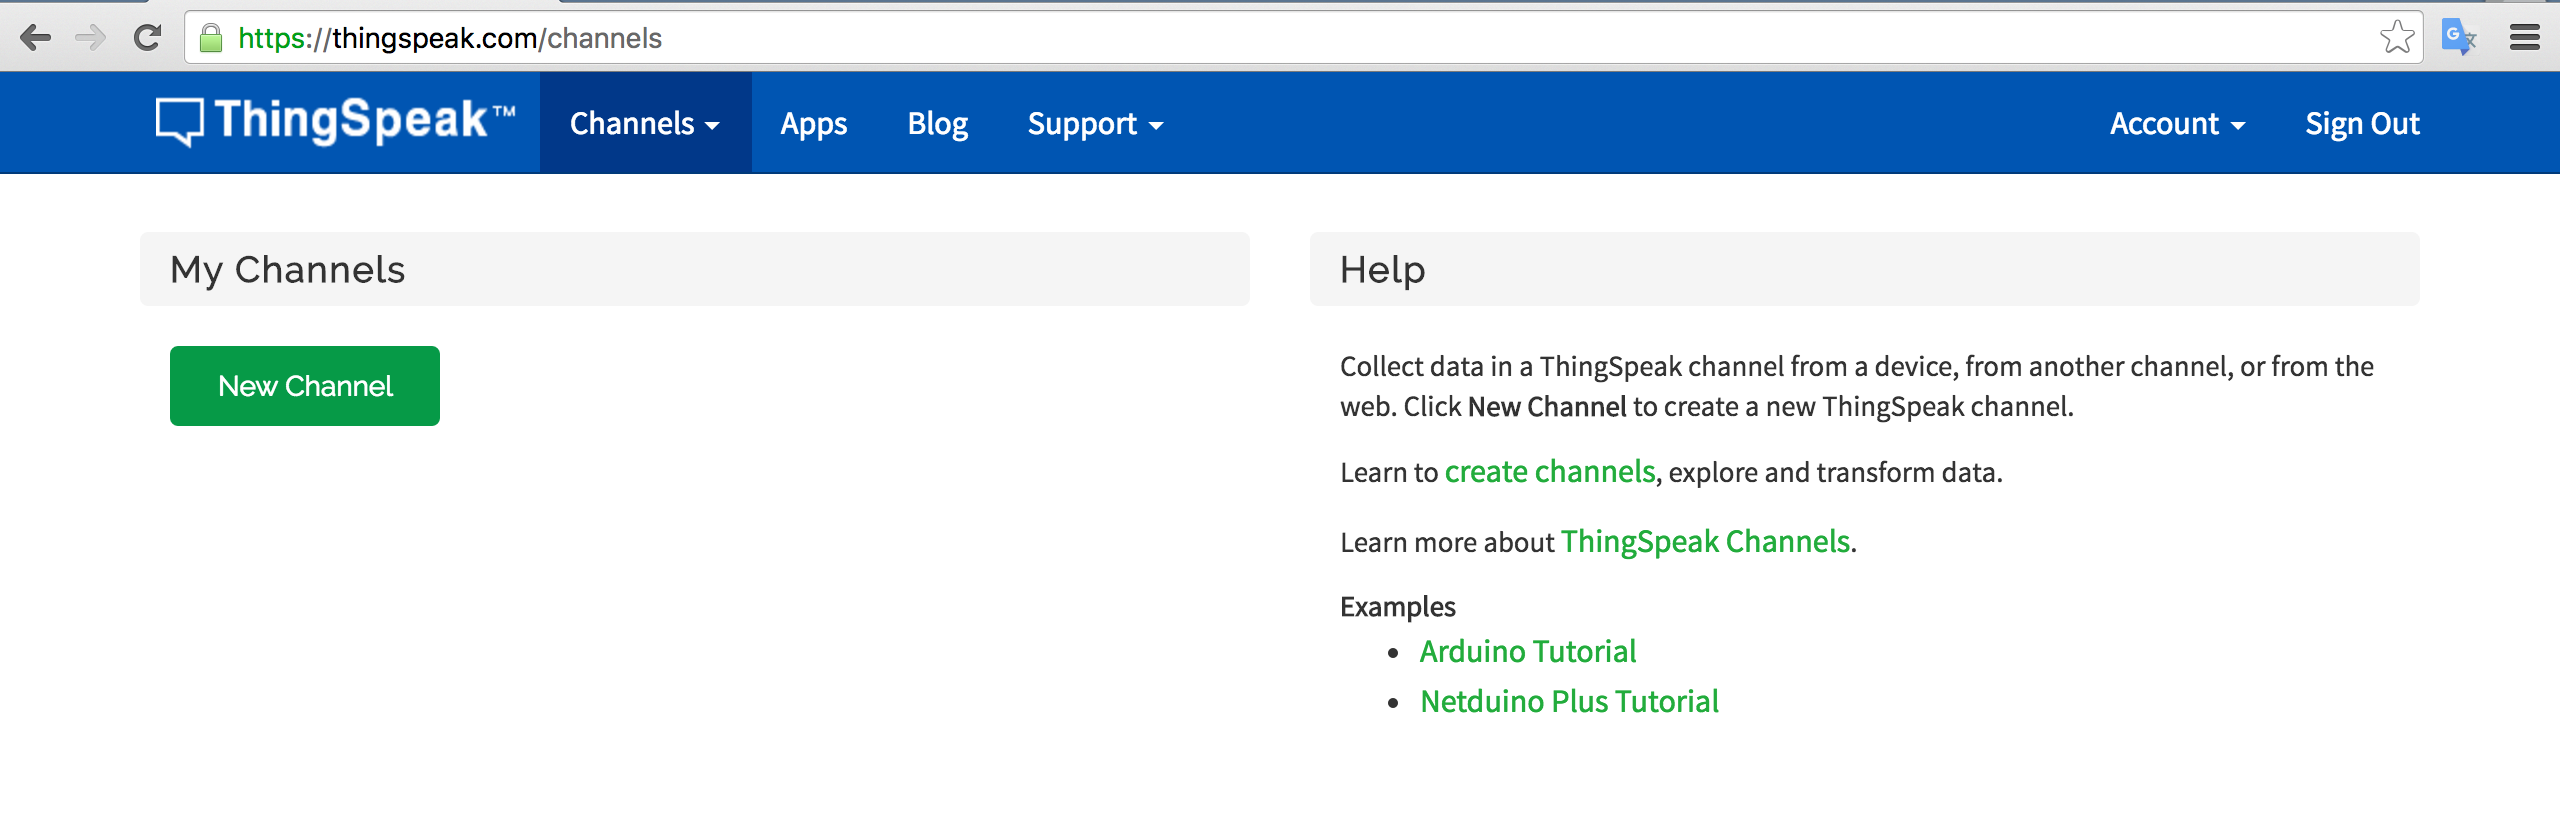 https://thingspeak.com/channels
ThingSpeak™ Channels Apps Blog Support Account Sign Out
My Channels
New Channel
Help
Collect data in a ThingSpeak channel from a device, from another channel, or from the
web. Click New Channel to create a new ThingSpeak channel.
Learn to create channels, explore and transform data.
Learn more about ThingSpeak Channels.
Examples
• Arduino Tutorial
• Netduino Plus Tutorial